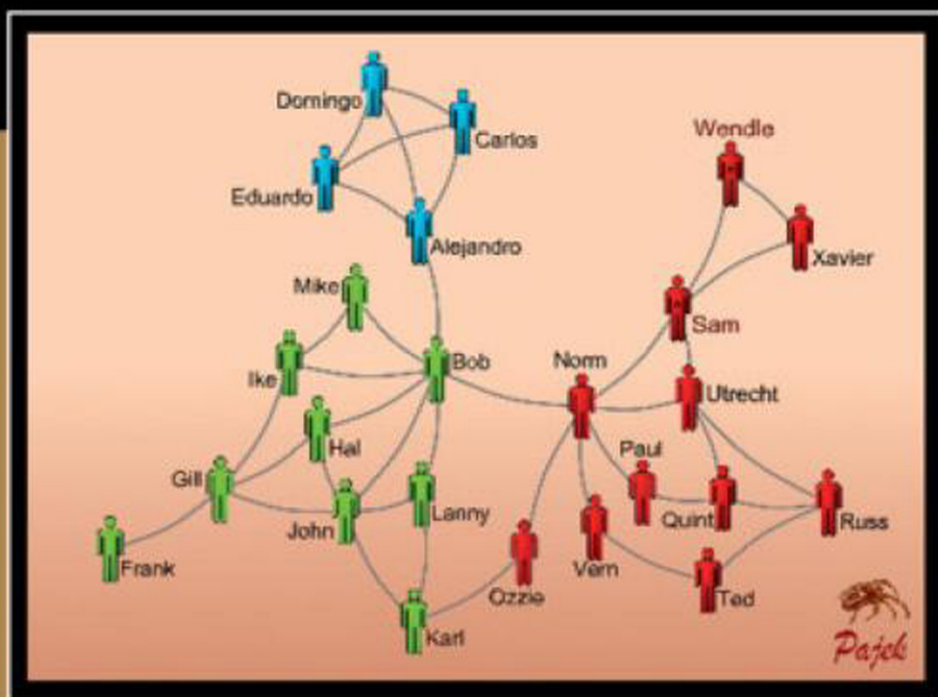 Domingo
Carlos
Wendle
Eduardo
Alejandro
Xavier
Mike
Sam
Bob
Norm
Ike
Utrecht
Hal
Paul
Gill
Lanny
Quint
Russ
John
Frank
Vern
Ozzie
Ted
Karl
Pajek